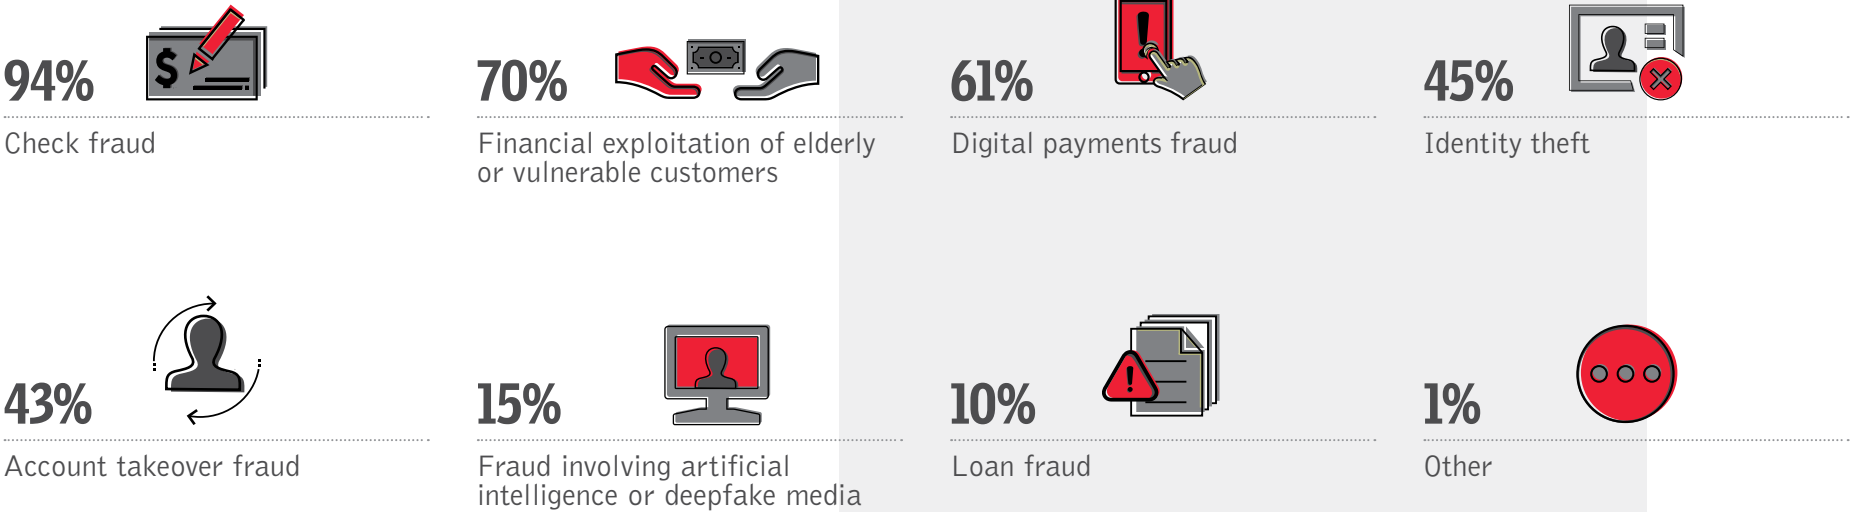 94%
Check fraud
70%
Financial exploitation of elderly
or vulnerable customers
61%
Digital payments fraud
45%
Identity theft
43%
Account takeover fraud
15%
Fraud involving artificial
intelligence or deepfake media
10%
Loan fraud
1%
Other